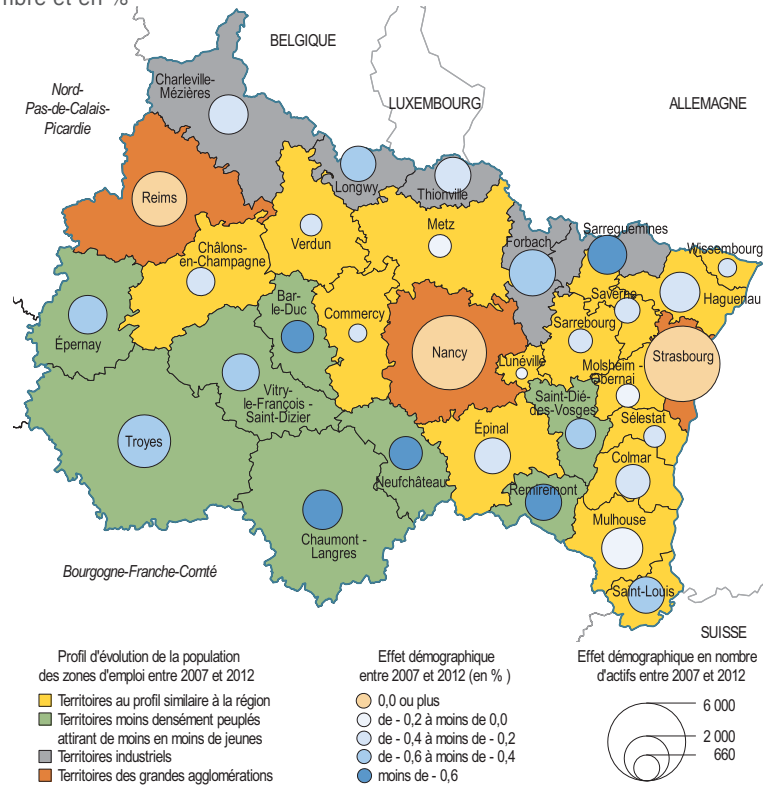 BELGIQUE
Nord-
Pas-de-Calais-
Picardie
Charleville-
Mézières
LUXEMBOURG
ALLEMAGNE
Reims
Longwy
Thionville
Verdun
Metz
Forbach
Sarreguemines
Wissembourg
Châlons-
en-Champagne
Saverne
Haguenau
Bar-
le-Duc
Commercy
Sarrebourg
Épernay
Nancy
Lunéville
Strasbourg
Molsheim -
Obernai
Vitry-
le-François -
Saint-Dizier
Saint-Dié-
des-Vosges
Sélestat
Troyes
Épinal
Colmar
Neufchâteau
Remiremont
Chaumont -
Langres
Mulhouse
Bourgogne-Franche-Comté
Saint-Louis
SUISSE
Profil d'évolution de la population
des zones d'emploi entre 2007 et 2012
Territoires au profil similaire à la région
Territoires moins densément peuplés
attirant de moins en moins de jeunes
Territoires industriels
Territoires des grandes agglomérations
Effet démographique
entre 2007 et 2012 (en % )
0,0 ou plus
de - 0,2 à moins de 0,0
de - 0,4 à moins de - 0,2
de - 0,6 à moins de - 0,4
moins de - 0,6
Effet démographique en nombre
d'actifs entre 2007 et 2012
6 000
2 000
660